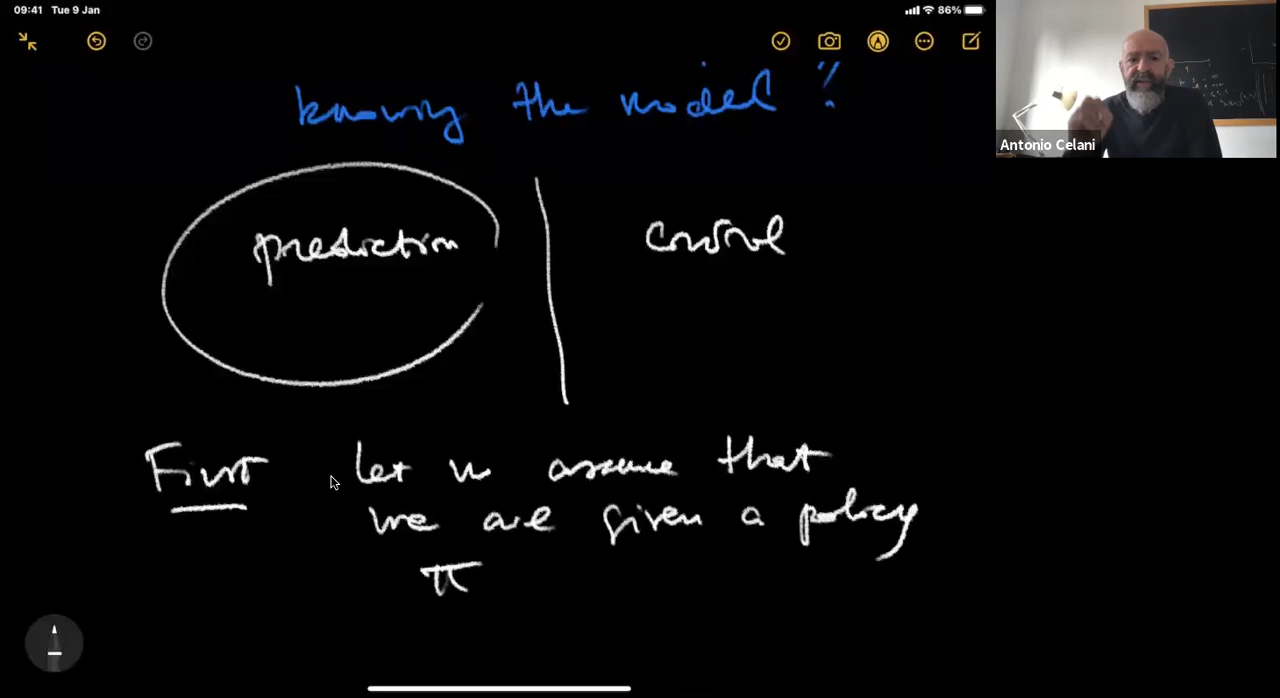 09:41 Tue 9 Jan 86%
knowing the model?
Antonio Celani
prediction control
First let us assume that
we are given a policy
π